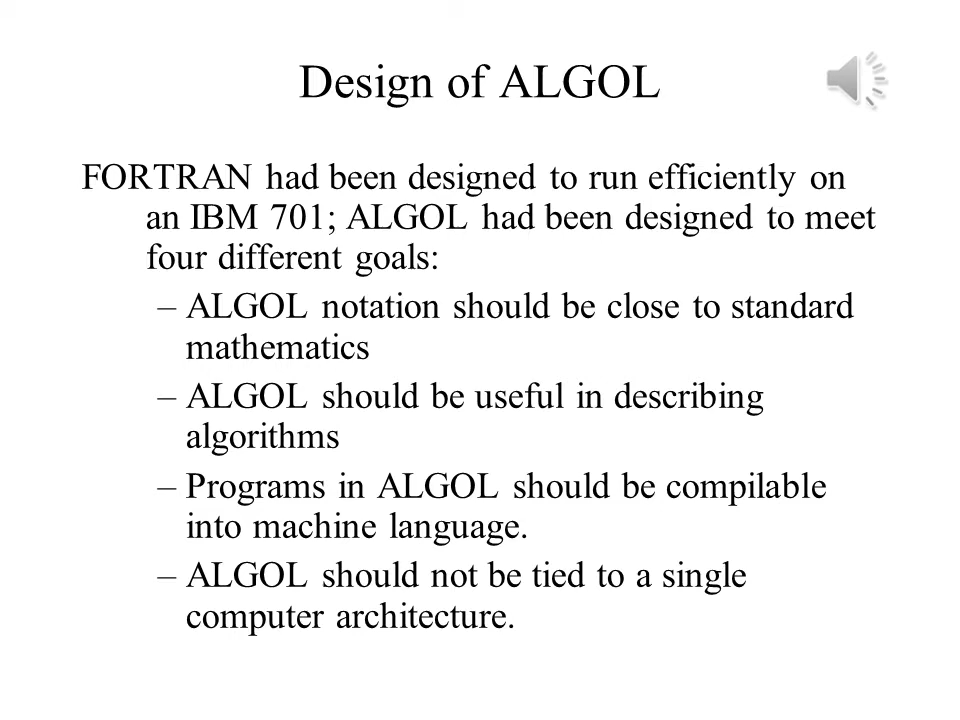 Design of ALGOL
FORTRAN had been designed to run efficiently on
an IBM 701; ALGOL had been designed to meet
four different goals:
– ALGOL notation should be close to standard
mathematics
– ALGOL should be useful in describing
algorithms
– Programs in ALGOL should be compilable
into machine language.
– ALGOL should not be tied to a single
computer architecture.